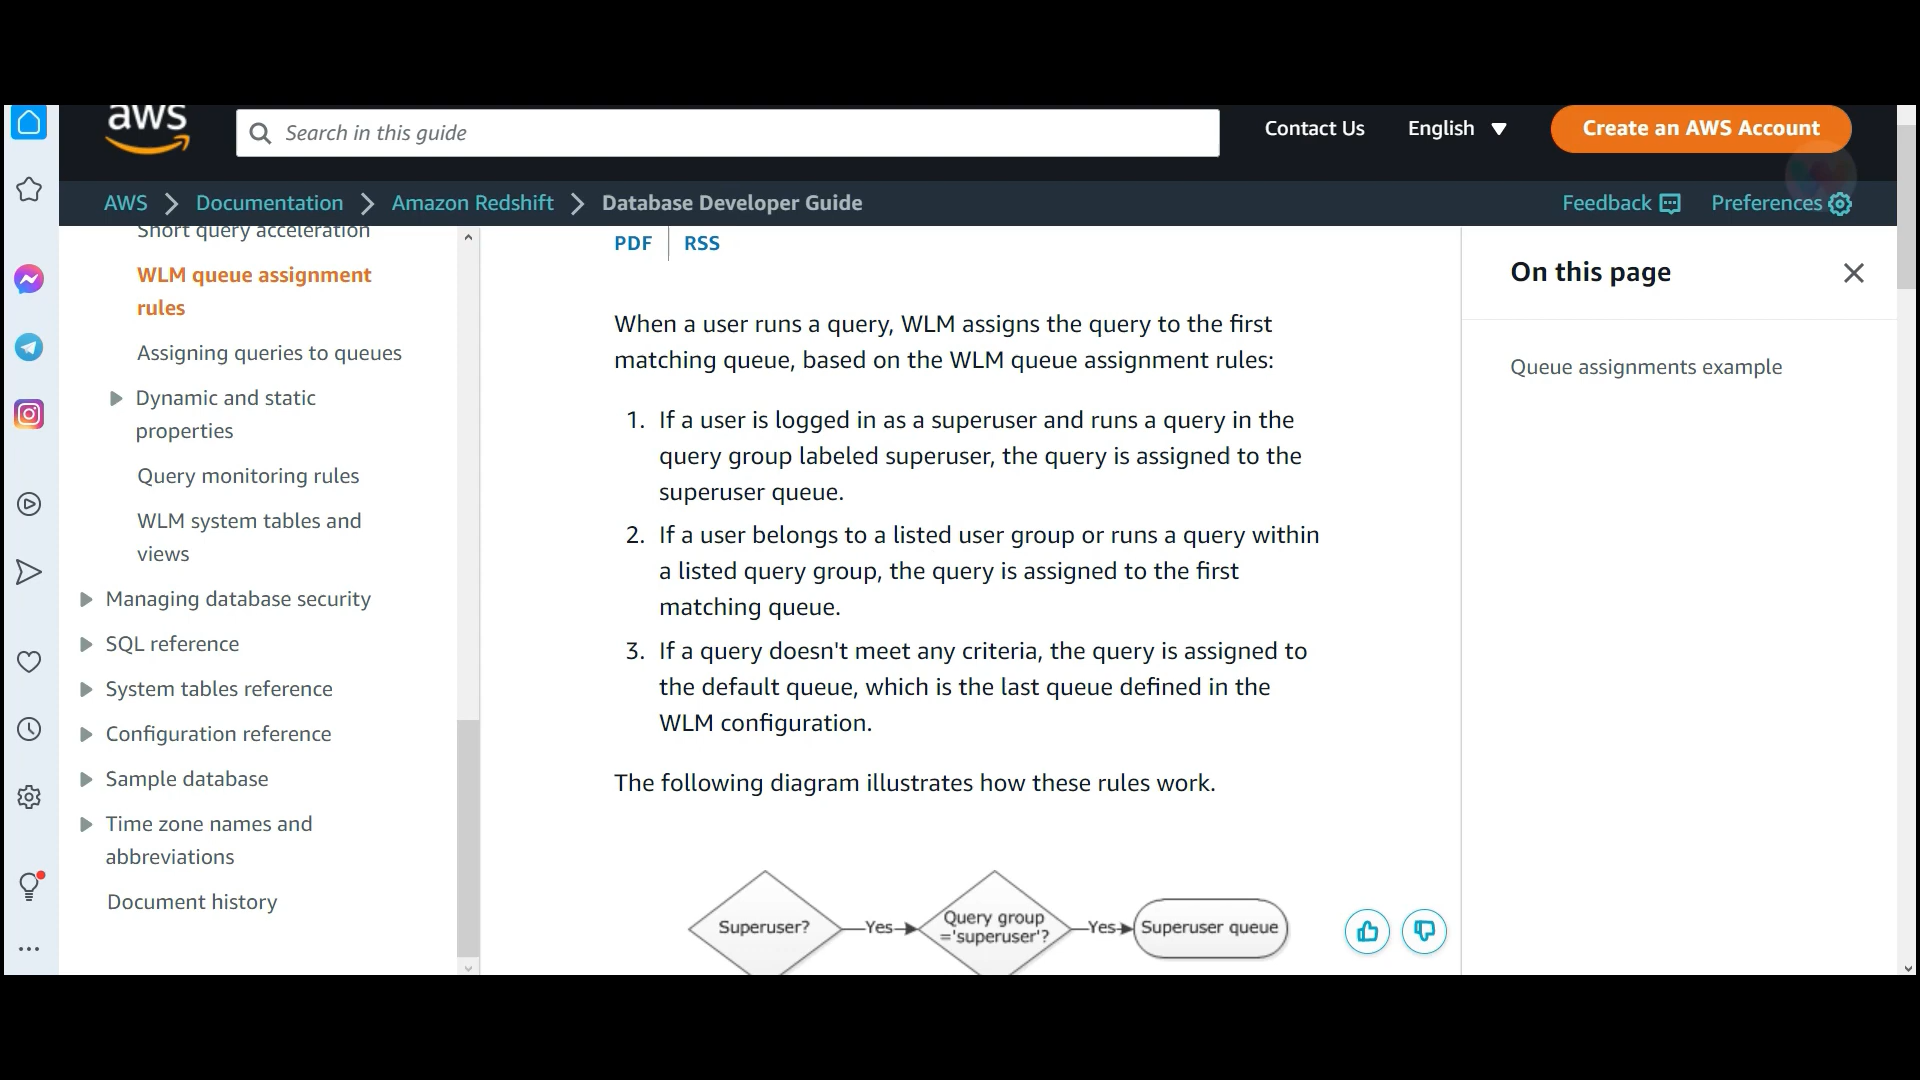 aws
Search in this guide
Contact Us
English
Create an AWS Account
AWS
Documentation
Amazon Redshift
Database Developer Guide
Feedback
Preferences
Short query acceleration
WLM queue assignment
rules
Assigning queries to queues
Dynamic and static
properties
Query monitoring rules
WLM system tables and
views
Managing database security
SQL reference
System tables reference
Configuration reference
Sample database
Time zone names and
abbreviations
Document history
PDF
RSS
When a user runs a query, WLM assigns the query to the first
matching queue, based on the WLM queue assignment rules:
1. If a user is logged in as a superuser and runs a query in the
query group labeled superuser, the query is assigned to the
superuser queue.
2. If a user belongs to a listed user group or runs a query within
a listed query group, the query is assigned to the first
matching queue.
3. If a query doesn't meet any criteria, the query is assigned to
the default queue, which is the last queue defined in the
WLM configuration.
The following diagram illustrates how these rules work.
Superuser?
Yes
Query group
='superuser'?
Yes
Superuser queue
On this page
Queue assignments example